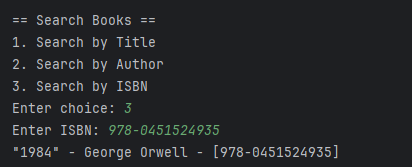 == Search Books ==
1. Search by Title
2. Search by Author
3. Search by ISBN
Enter choice: 3
Enter ISBN: 978-0451524935
"1984" - George Orwell - [978-0451524935]